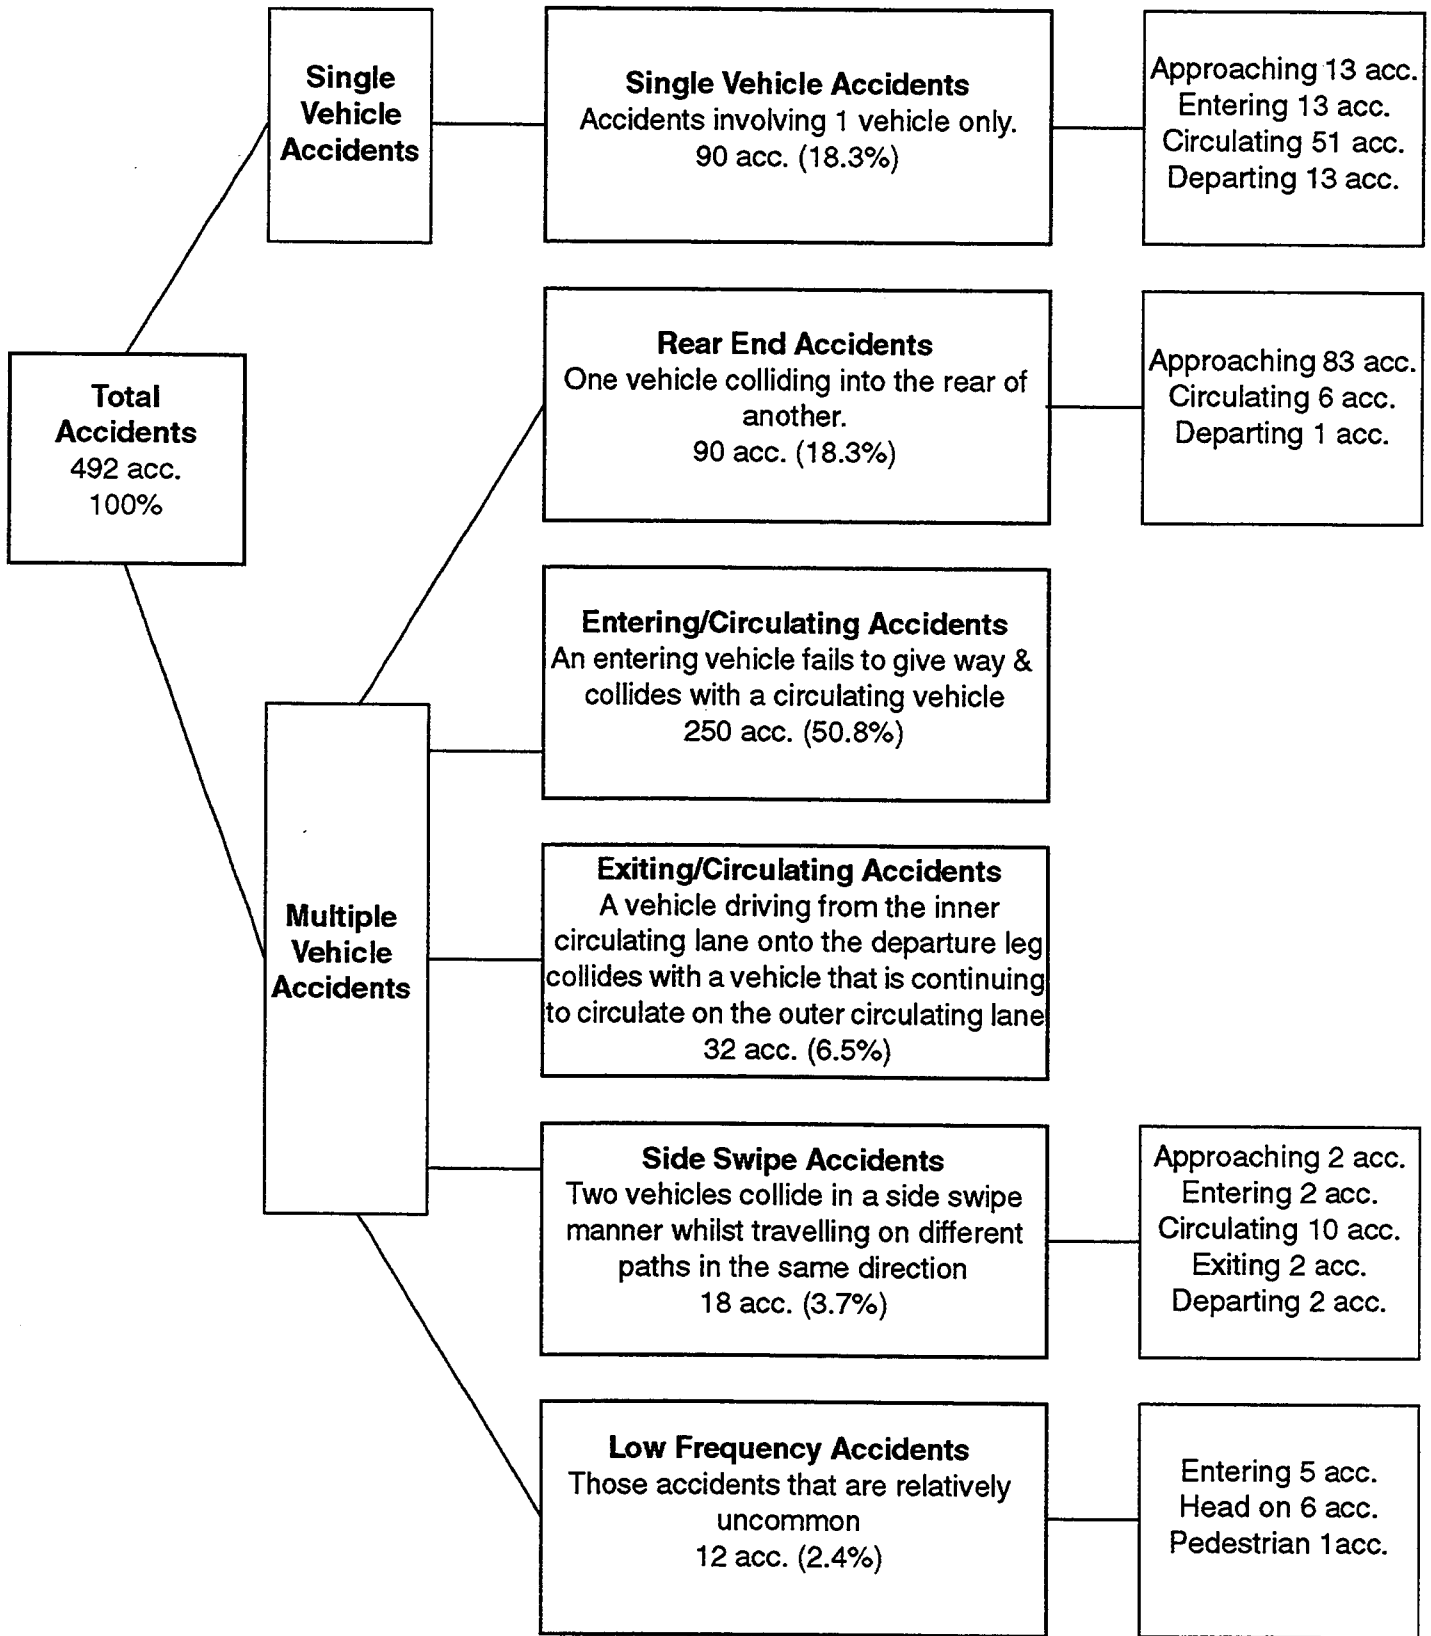 Single
Vehicle
Accidents
Single Vehicle Accidents
Accidents involving 1 vehicle only.
90 acc. (18.3%)
Approaching 13 acc.
Entering 13 acc.
Circulating 51 acc.
Departing 13 acc.
Total
Accidents
492 acc.
100%
Rear End Accidents
One vehicle colliding into the rear of
another.
90 acc. (18.3%)
Approaching 83 acc.
Circulating 6 acc.
Departing 1 acc.
Entering/Circulating Accidents
An entering vehicle fails to give way &
collides with a circulating vehicle
250 acc. (50.8%)
Multiple
Vehicle
Accidents
Exiting/Circulating Accidents
A vehicle driving from the inner
circulating lane onto the departure leg
collides with a vehicle that is continuing
to circulate on the outer circulating lane
32 acc. (6.5%)
Side Swipe Accidents
Two vehicles collide in a side swipe
manner whilst travelling on different
paths in the same direction
18 acc. (3.7%)
Approaching 2 acc.
Entering 2 acc.
Circulating 10 acc.
Exiting 2 acc.
Departing 2 acc.
Low Frequency Accidents
Those accidents that are relatively
uncommon
12 acc. (2.4%)
Entering 5 acc.
Head on 6 acc.
Pedestrian 1acc.